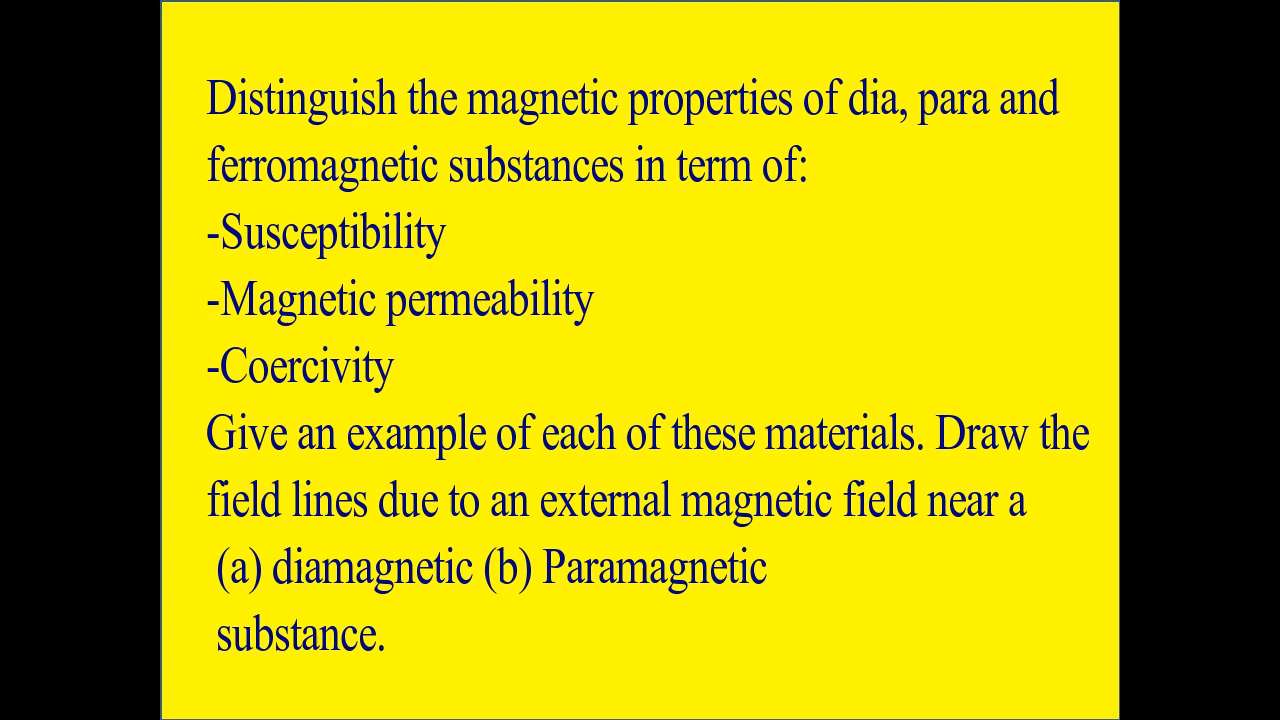 Distinguish the magnetic properties of dia, para and
ferromagnetic substances in term of:
-Susceptibility
-Magnetic permeability
-Coercivity
Give an example of each of these materials. Draw the
field lines due to an external magnetic field near a
(a) diamagnetic (b) Paramagnetic
substance.